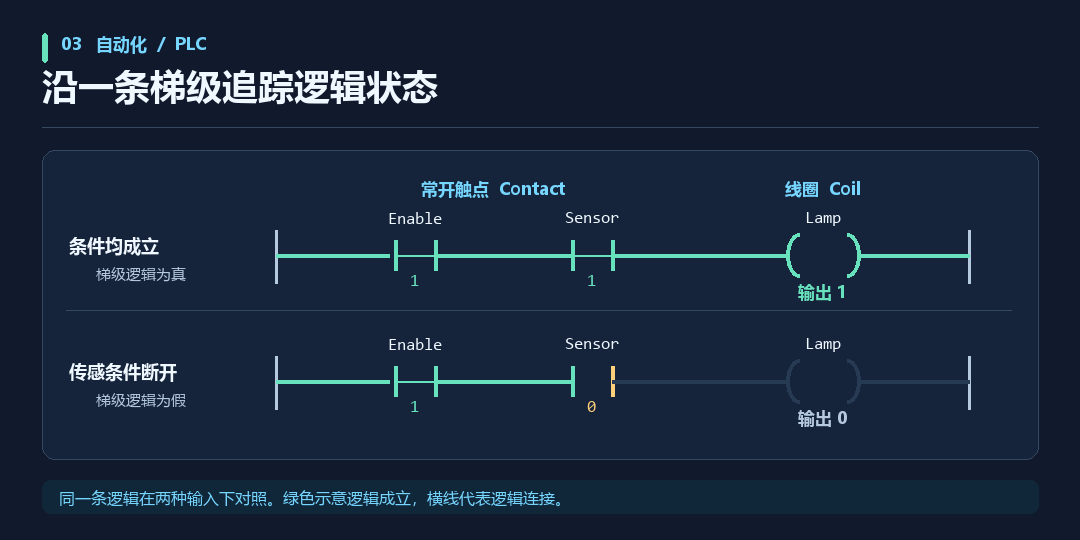 03 自动化 / PLC
沿一条梯级追踪逻辑状态
常开触点 Contact
线圈 Coil
Enable
Sensor
Lamp
条件均成立
梯级逻辑为真
1
1
输出 1
Enable
Sensor
Lamp
传感条件断开
梯级逻辑为假
1
0
输出 0
同一条逻辑在两种输入下对照。绿色示意逻辑成立，横线代表逻辑连接。